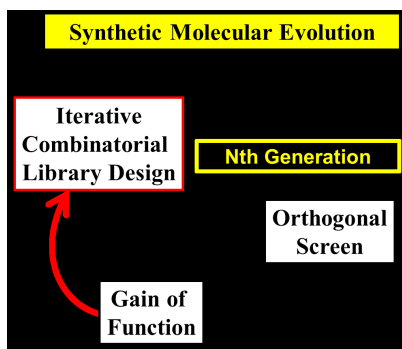 Synthetic Molecular Evolution
Iterative
Combinatorial
Library Design
Nth Generation
Orthogonal
Screen
Gain of
Function